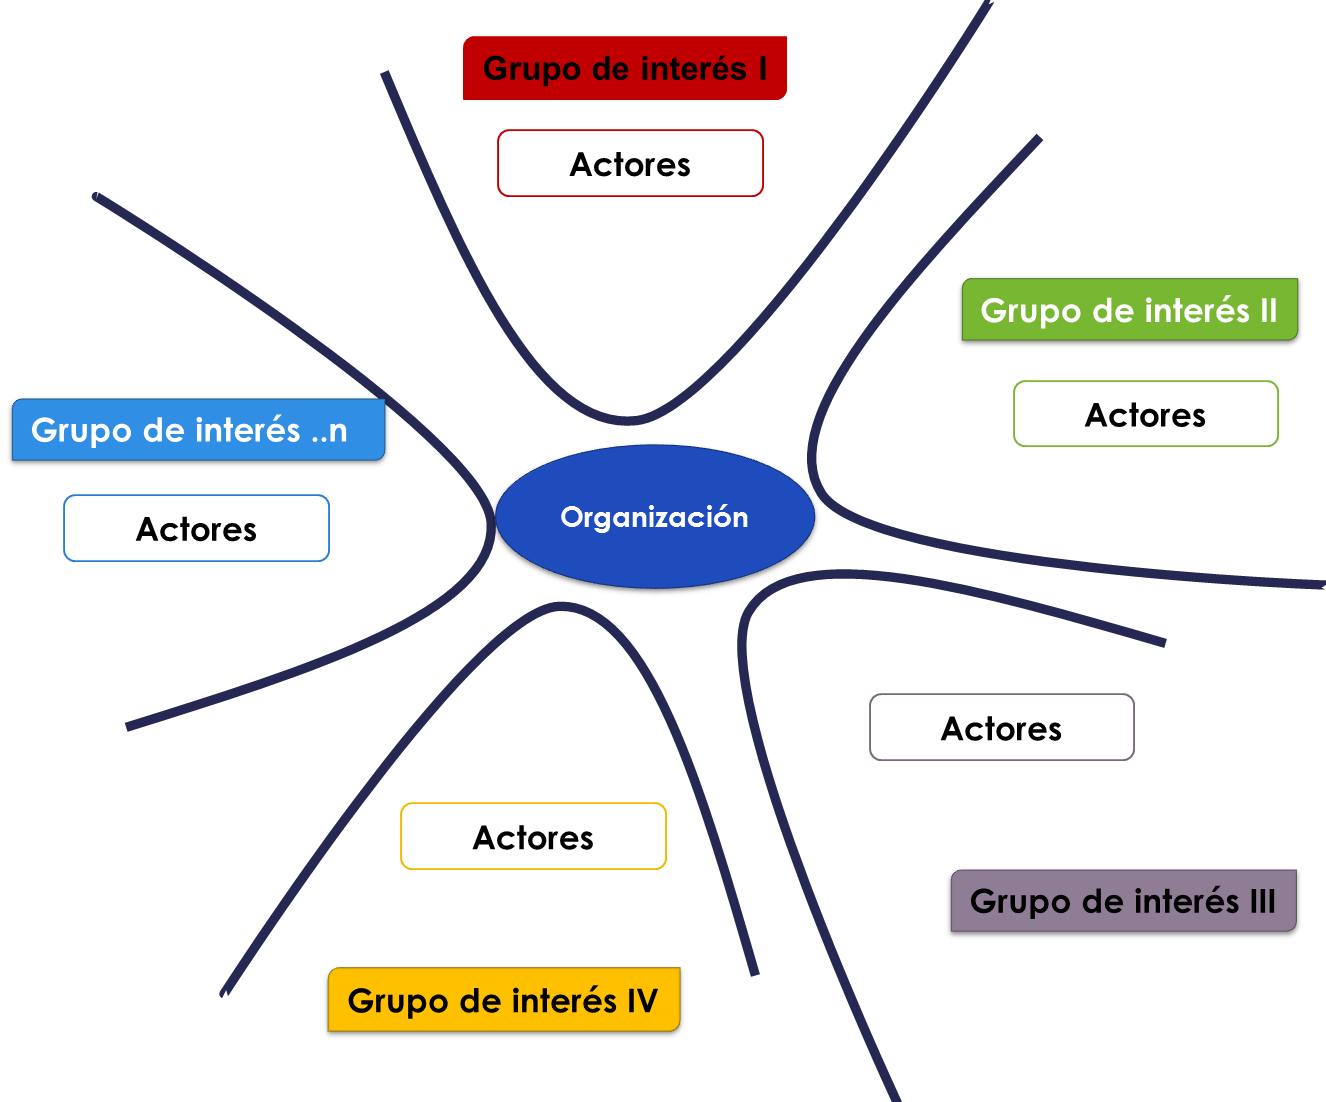 Grupo de interés I
Actores
Grupo de interés II
Actores
Grupo de interés ..n
Actores
Organización
Actores
Grupo de interés III
Actores
Grupo de interés IV